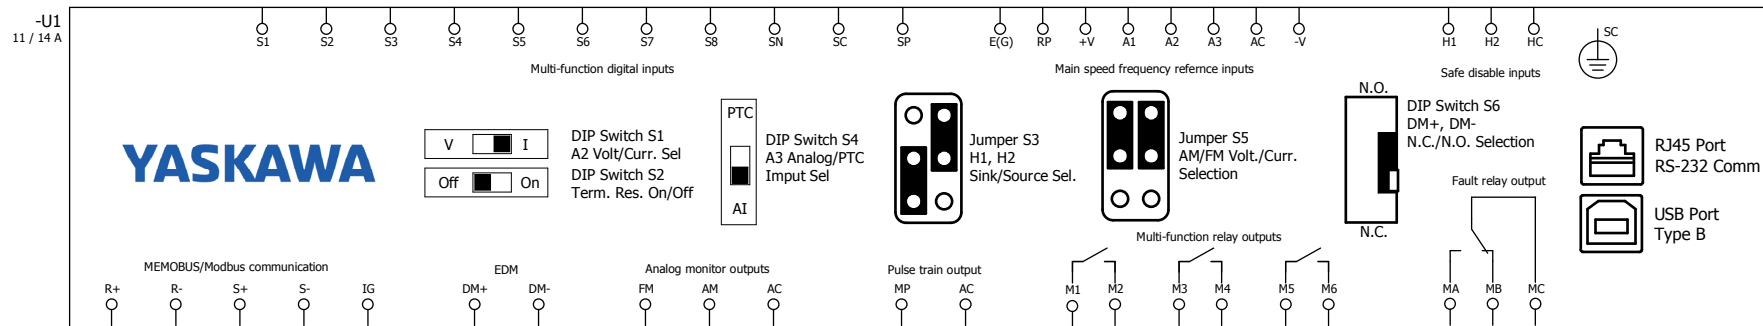 -U1
11 / 14 A
S1 S2 S3 S4 S5 S6 S7 S8 SN SC SP E(G) RP +V A1 A2 A3 AC -V H1 H2 HC SC
Multi-function digital inputs
Main speed frequency refernce inputs
Safe disable inputs
YASKAWA
V I
DIP Switch S1
A2 Volt/Curr. Sel
Off On
DIP Switch S2
Term. Res. On/Off
PTC
AI
DIP Switch S4
A3 Analog/PTC
Imput Sel
Jumper S3
H1, H2
Sink/Source Sel.
Jumper S5
AM/FM Volt./Curr.
Selection
N.O.
N.C.
DIP Switch S6
DM+, DM-
N.C./N.O. Selection
RJ45 Port
RS-232 Comm
USB Port
Type B
Fault relay output
Multi-function relay outputs
MEMOBUS/Modbus communication
EDM
Analog monitor outputs
Pulse train output
R+ R- S+ S- IG DM+ DM- FM AM AC MP AC M1 M2 M3 M4 M5 M6 MA MB MC